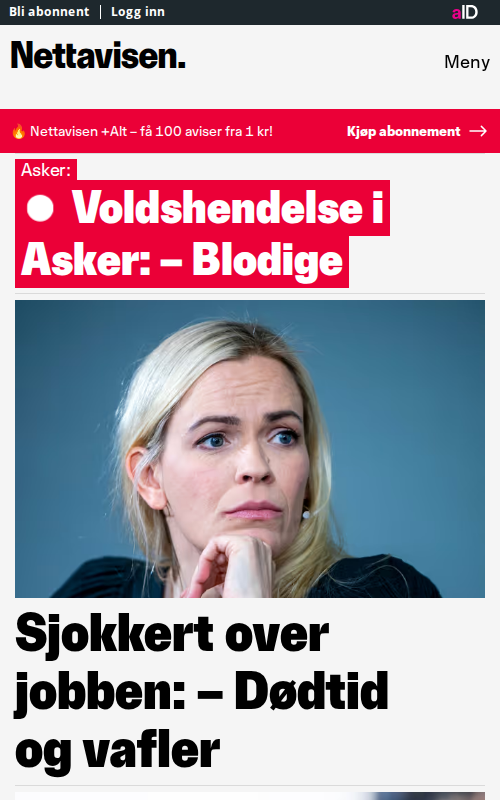 Bli abonnent | Logg inn
aID
Nettavisen.
Meny
🔥 Nettavisen +Alt – få 100 aviser fra 1 kr!
Kjøp abonnement →
Asker:
Voldshendelse i
Asker: – Blodige
Sjokkert over
jobben: – Dødtid
og vafler